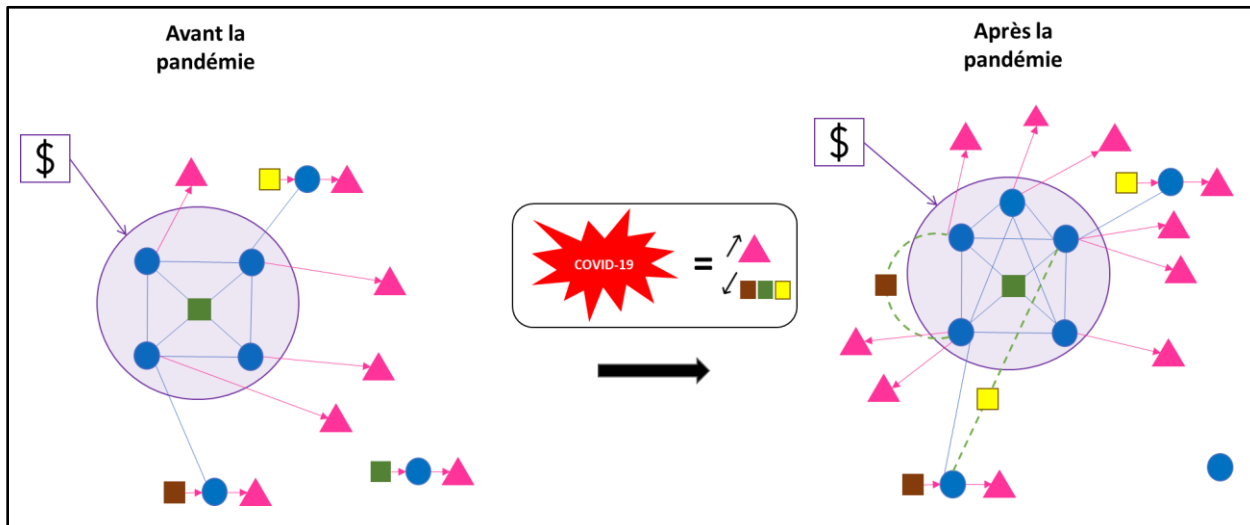 Avant la
pandémie
Après la
pandémie
$
$
COVID-19
=